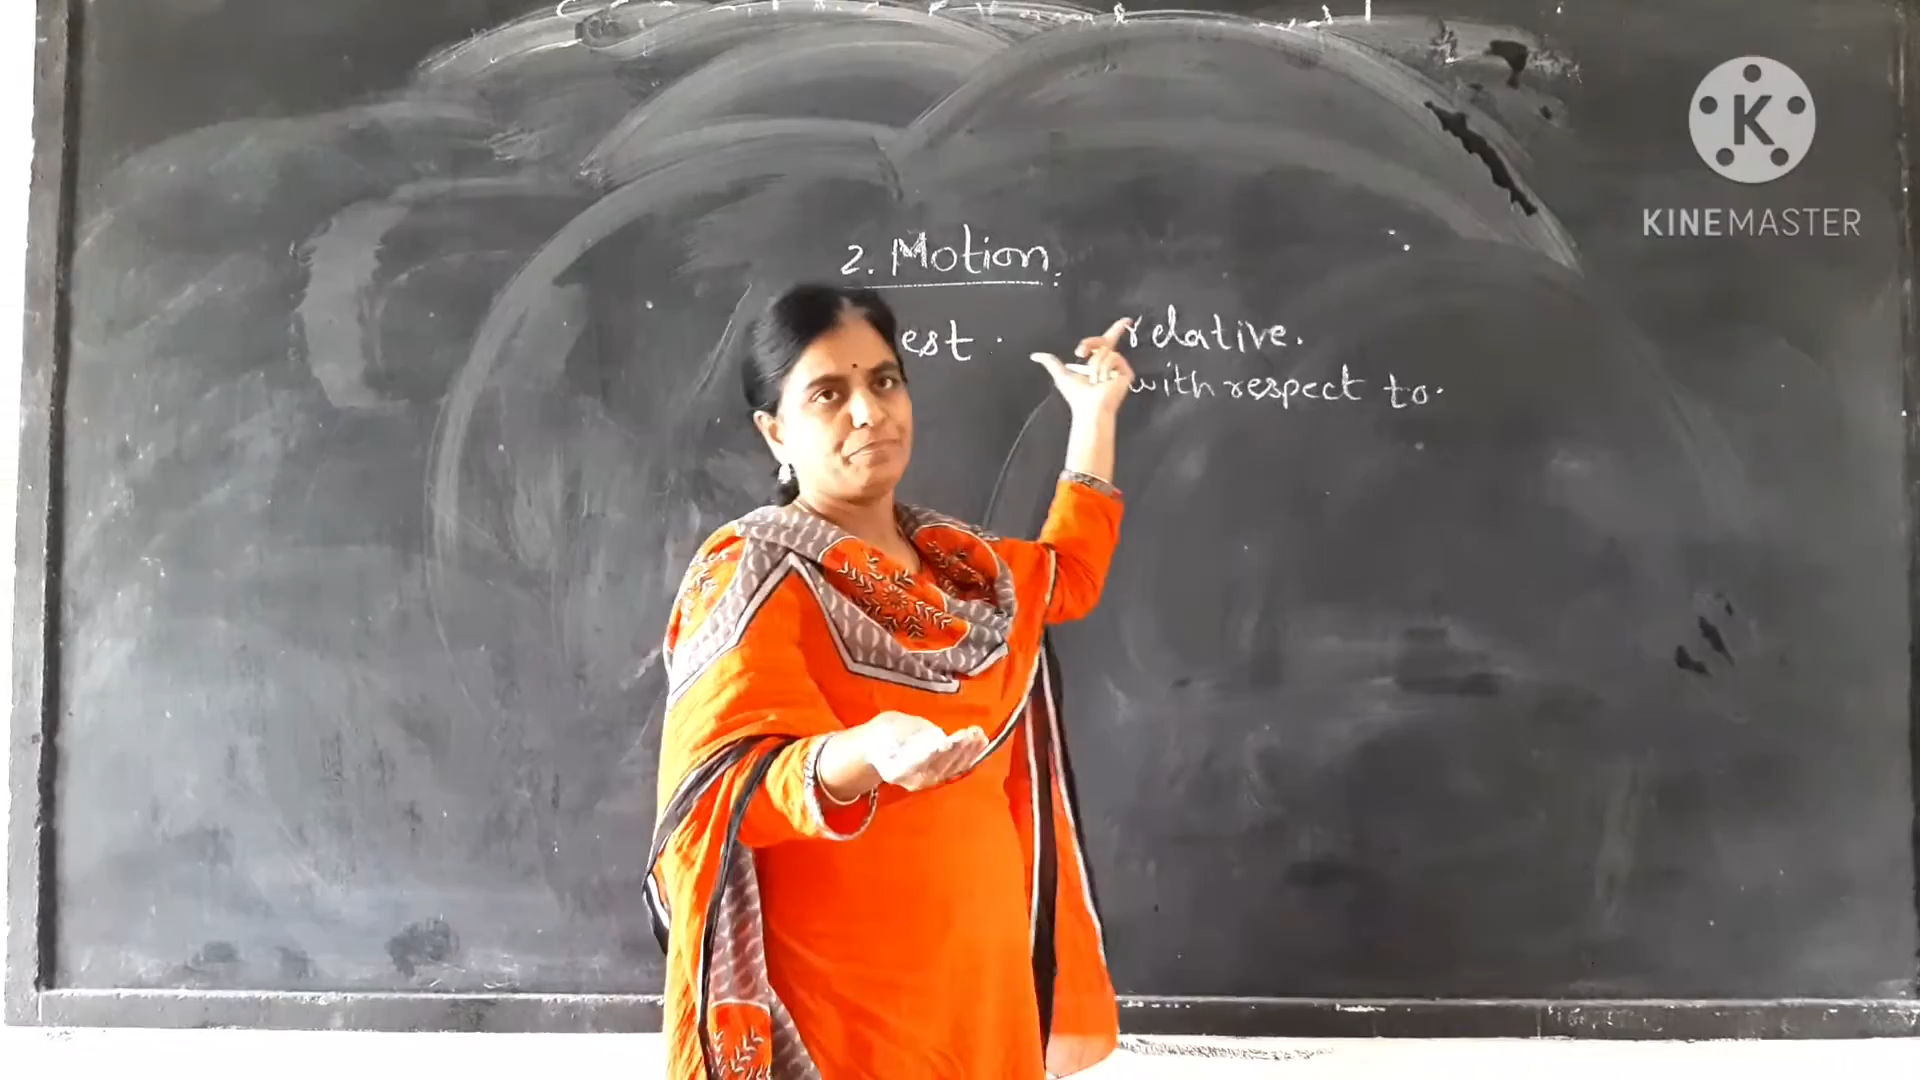 2. Motion.
est. relative.
with respect to.
KINEMASTER